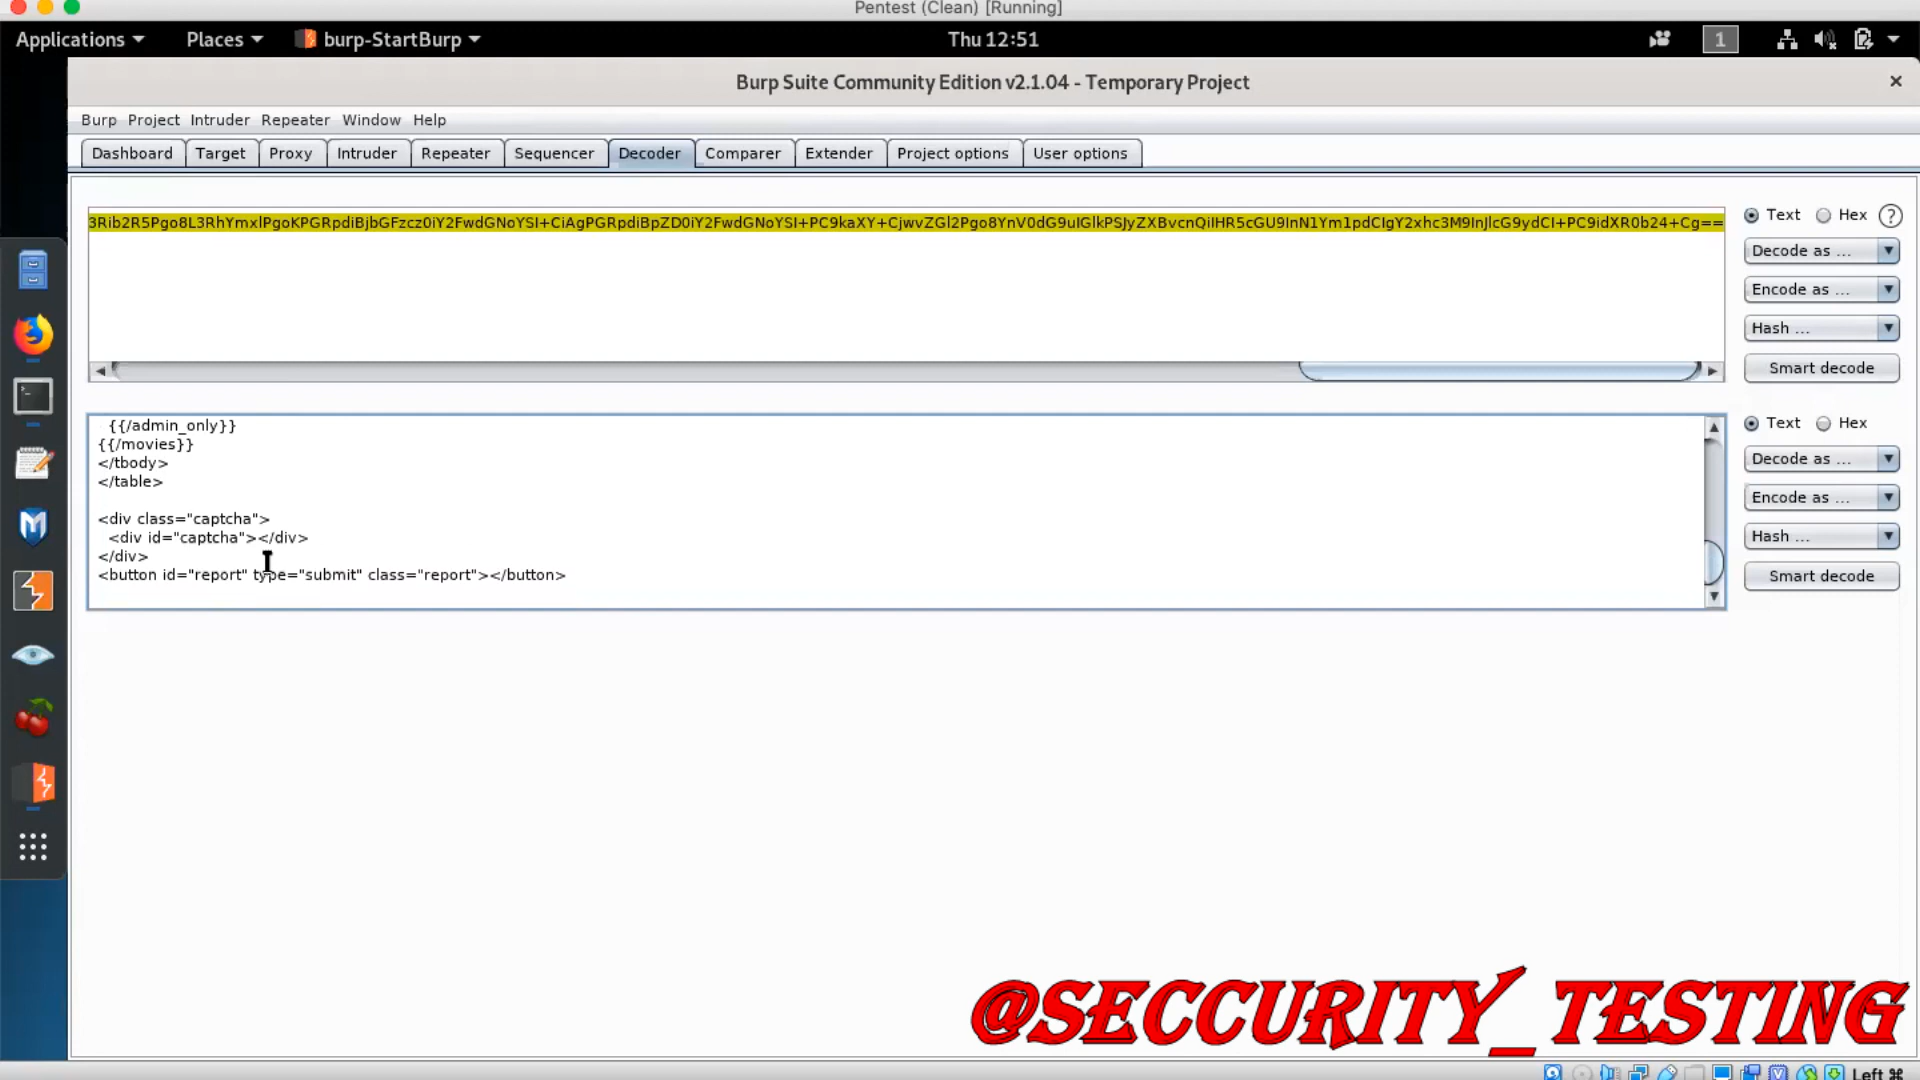 Pentest (Clean) [Running]
Applications Places burp-StartBurp Thu 12:51 1
Burp Suite Community Edition v2.1.04 - Temporary Project
Burp Project Intruder Repeater Window Help
Dashboard Target Proxy Intruder Repeater Sequencer Decoder Comparer Extender Project options User options
3Rib2R5Pgo8L3RhYmxlPgoKPGRpdiBjbGFzcz0iY2FwdGNoYSI+CiAgPGRpdiBpZD0iY2FwdGNoYSI+PC9kaXY+CjwvZGl2Pgo8YnV0dG9uIGlkPSJyZXBvcnQiIHR5cGU9InN1Ym1pdCIgY2xhc3M9InJlcG9ydCI+PC9idXR0b24+Cg==
Text Hex ?
Decode as ...
Encode as ...
Hash ...
Smart decode
{{/admin_only}}
{{/movies}}
</tbody>
</table>
<div class="captcha">
<div id="captcha"></div>
</div>
<button id="report" type="submit" class="report"></button>
Text Hex
Decode as ...
Encode as ...
Hash ...
Smart decode
@SECCURITY_TESTING
Left ⌘